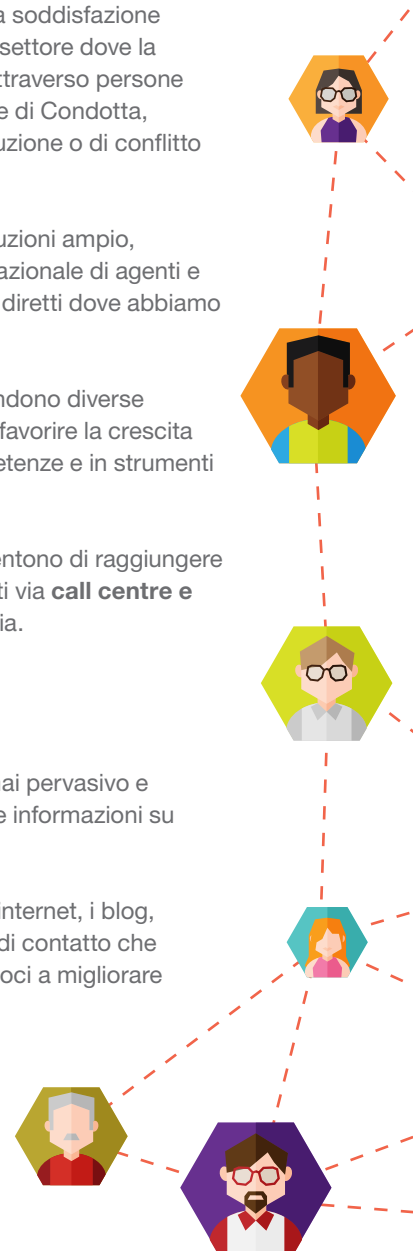 a soddisfazione
settore dove la
ttraverso persone
e di Condotta,
uzione o di conflitto
uzioni ampio,
azionale di agenti e
diretti dove abbiamo
ndono diverse
favorire la crescita
etenze e in strumenti
entono di raggiungere
ti via call centre e
ia.
nai pervasivo e
e informazioni su
internet, i blog,
di contatto che
oci a migliorare